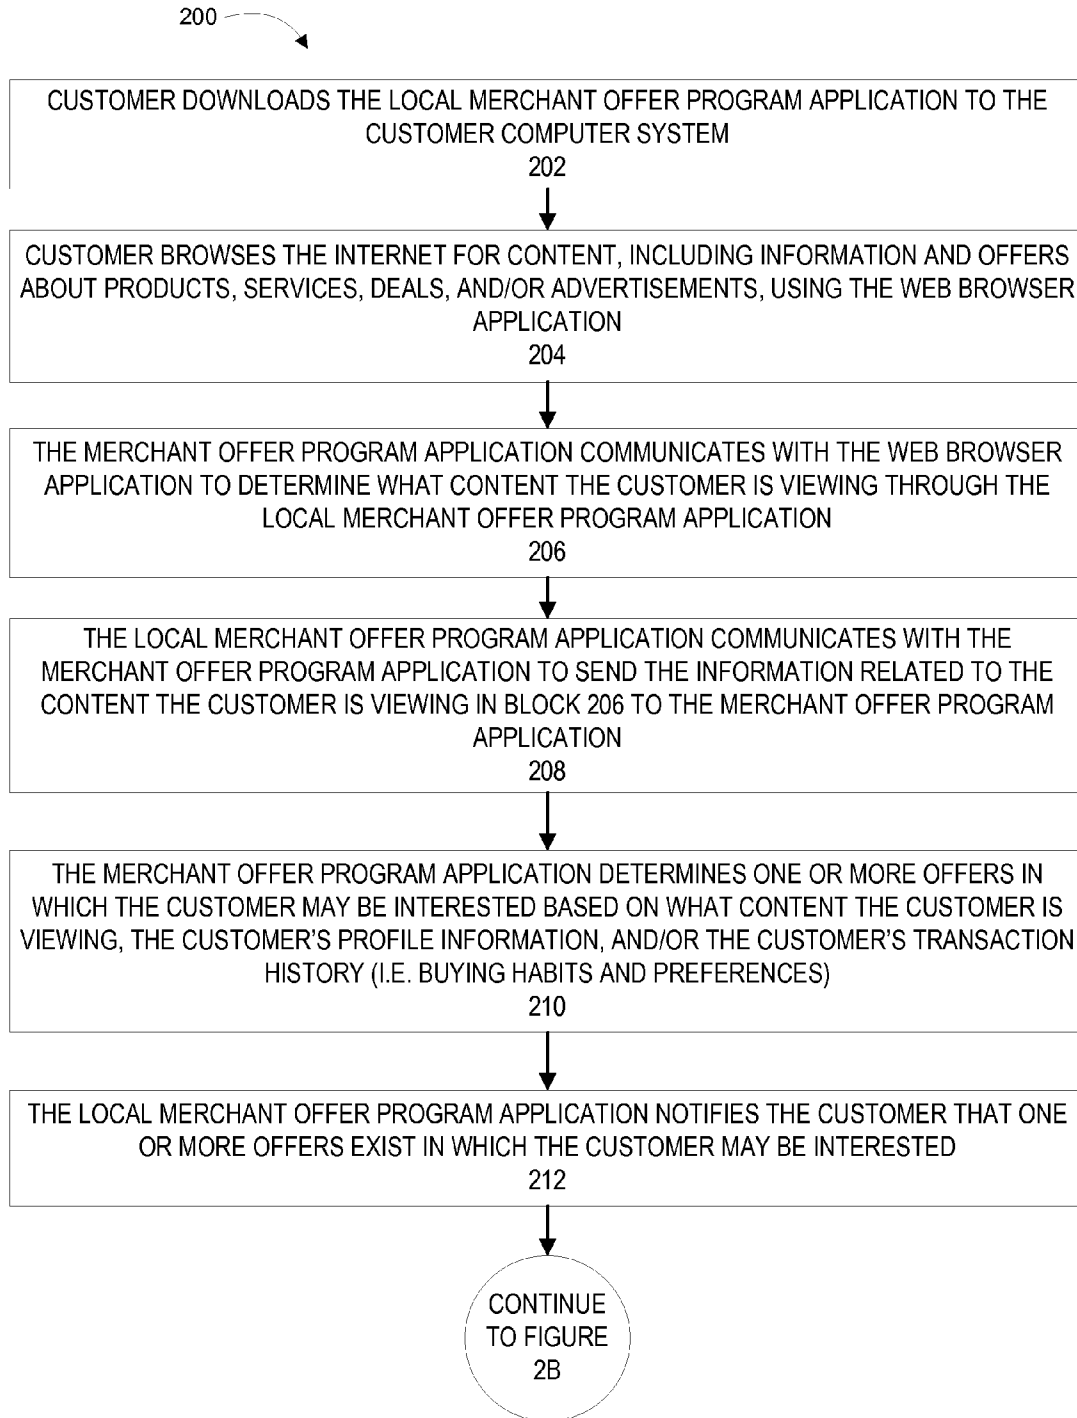 200
CUSTOMER DOWNLOADS THE LOCAL MERCHANT OFFER PROGRAM APPLICATION TO THE
CUSTOMER COMPUTER SYSTEM
202
CUSTOMER BROWSES THE INTERNET FOR CONTENT, INCLUDING INFORMATION AND OFFERS
ABOUT PRODUCTS, SERVICES, DEALS, AND/OR ADVERTISEMENTS, USING THE WEB BROWSER
APPLICATION
204
THE MERCHANT OFFER PROGRAM APPLICATION COMMUNICATES WITH THE WEB BROWSER
APPLICATION TO DETERMINE WHAT CONTENT THE CUSTOMER IS VIEWING THROUGH THE
LOCAL MERCHANT OFFER PROGRAM APPLICATION
206
THE LOCAL MERCHANT OFFER PROGRAM APPLICATION COMMUNICATES WITH THE
MERCHANT OFFER PROGRAM APPLICATION TO SEND THE INFORMATION RELATED TO THE
CONTENT THE CUSTOMER IS VIEWING IN BLOCK 206 TO THE MERCHANT OFFER PROGRAM
APPLICATION
208
THE MERCHANT OFFER PROGRAM APPLICATION DETERMINES ONE OR MORE OFFERS IN
WHICH THE CUSTOMER MAY BE INTERESTED BASED ON WHAT CONTENT THE CUSTOMER IS
VIEWING, THE CUSTOMER'S PROFILE INFORMATION, AND/OR THE CUSTOMER'S TRANSACTION
HISTORY (I.E. BUYING HABITS AND PREFERENCES)
210
THE LOCAL MERCHANT OFFER PROGRAM APPLICATION NOTIFIES THE CUSTOMER THAT ONE
OR MORE OFFERS EXIST IN WHICH THE CUSTOMER MAY BE INTERESTED
212
CONTINUE
TO FIGURE
2B